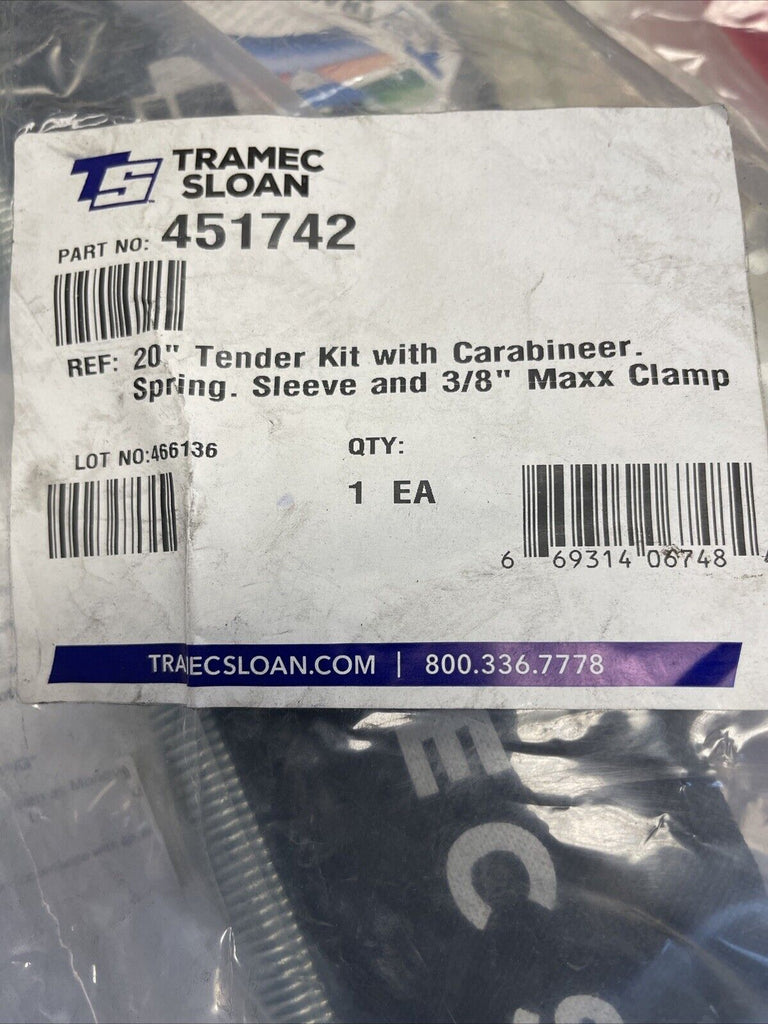 TS
TRAMEC
SLOAN
PART NO: 451742
REF: 20" Tender Kit with Carabineer.
Spring. Sleeve and 3/8" Maxx Clamp
LOT NO:466136
QTY:
1 EA
6 69314 06748 4
TRAMECSLOAN.COM | 800.336.7778
E
C
S